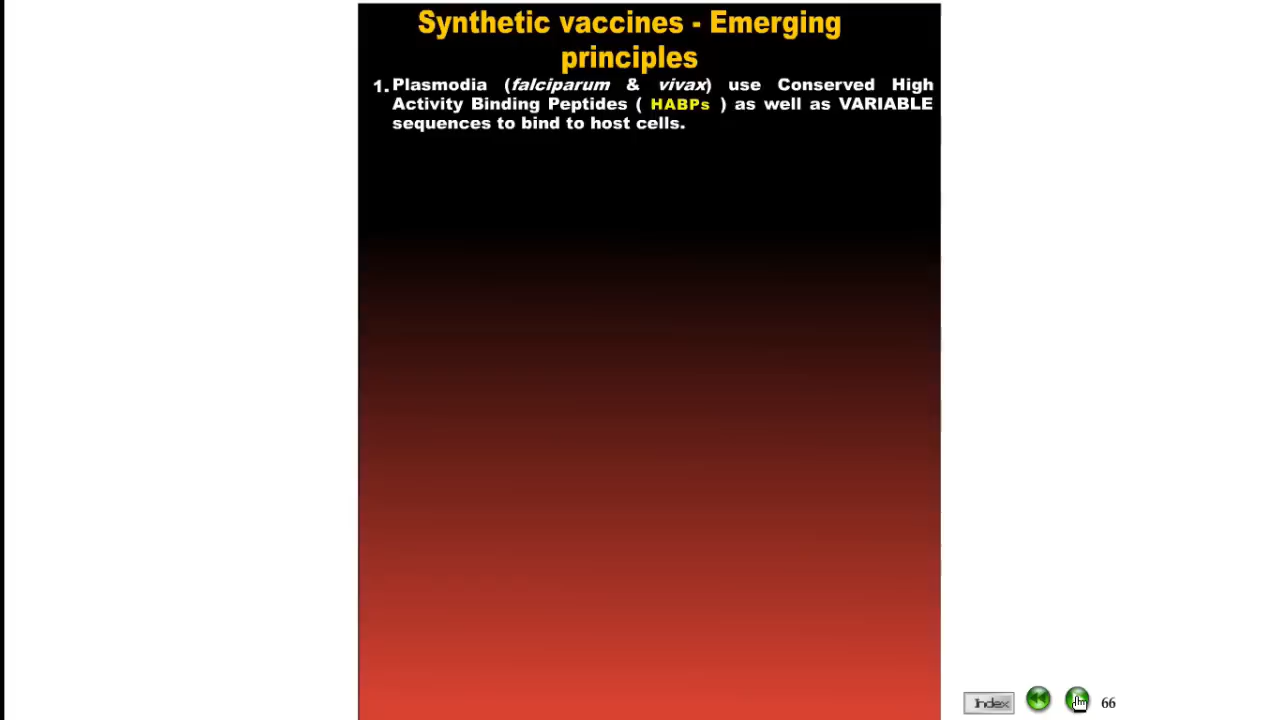 Synthetic vaccines - Emerging
principles
1. Plasmodia (falciparum & vivax) use Conserved High
Activity Binding Peptides ( HABPs ) as well as VARIABLE
sequences to bind to host cells.
Index 66